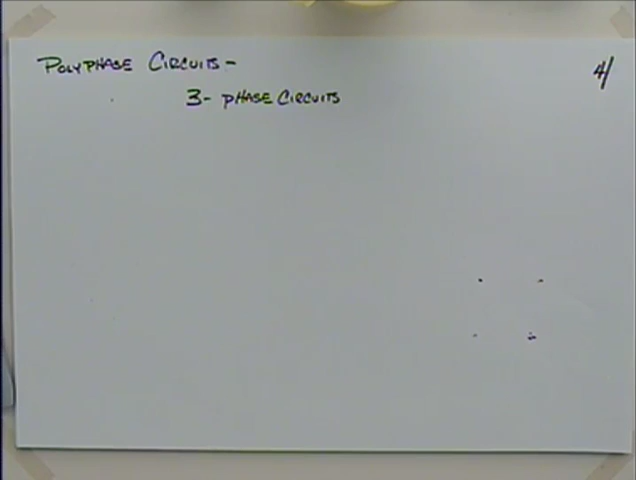 POLYPHASE CIRCUITS -
4/
3- PHASE CIRCUITS